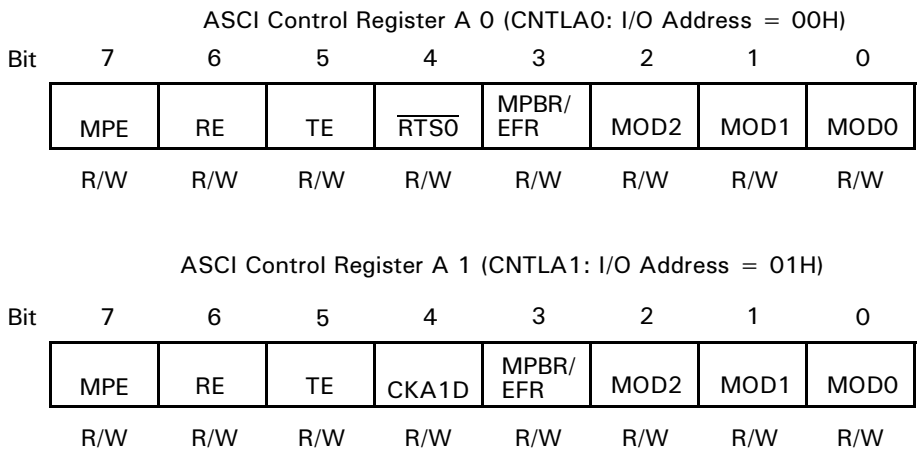 ASCI Control Register A 0 (CNTLA0: I/O Address = 00H)
Bit 7 6 5 4 3 2 1 0
MPE RE TE R̅T̅S̅0̅ MPBR/ EFR MOD2 MOD1 MOD0
R/W R/W R/W R/W R/W R/W R/W R/W
ASCI Control Register A 1 (CNTLA1: I/O Address = 01H)
Bit 7 6 5 4 3 2 1 0
MPE RE TE CKA1D MPBR/ EFR MOD2 MOD1 MOD0
R/W R/W R/W R/W R/W R/W R/W R/W